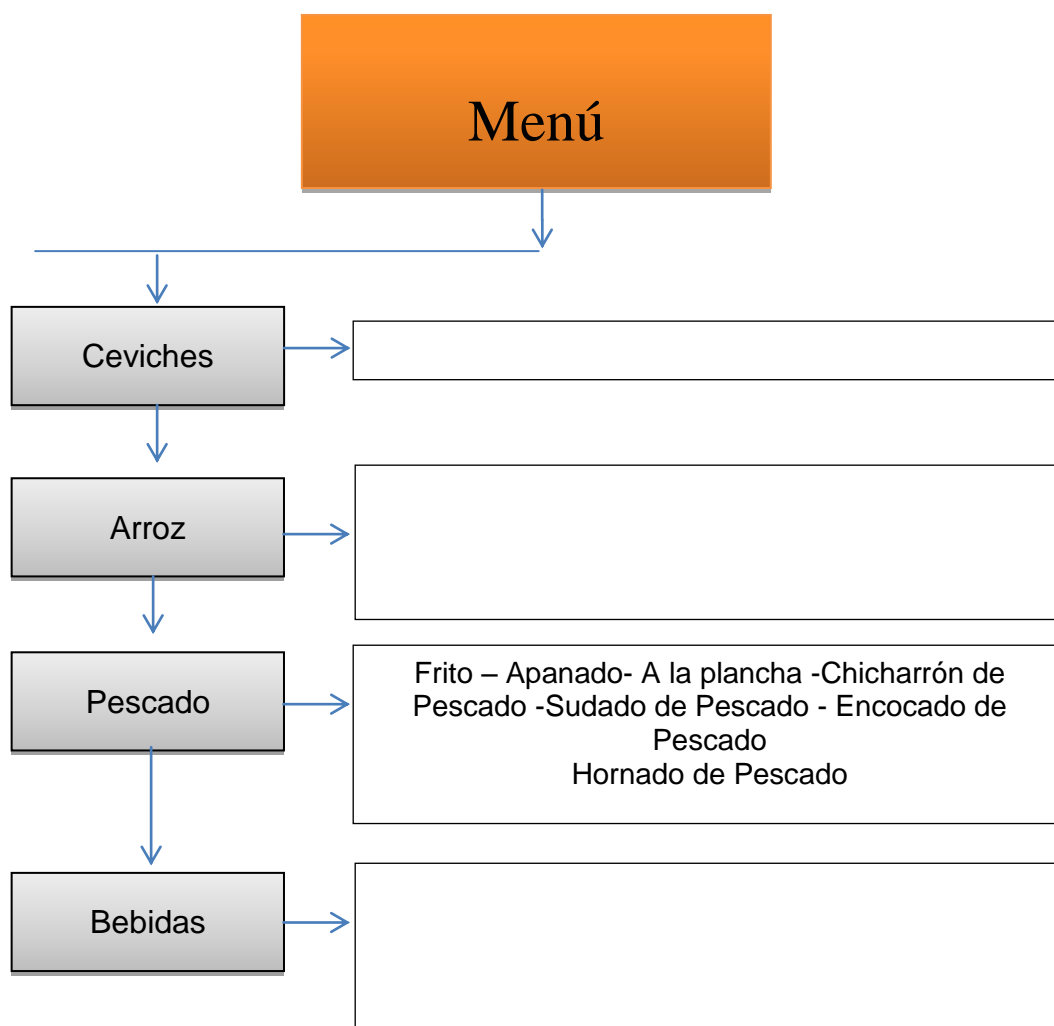 Menú
Ceviches
Arroz
Pescado
Frito – Apanado- A la plancha -Chicharrón de
Pescado -Sudado de Pescado - Encocado de
Pescado
Hornado de Pescado
Bebidas